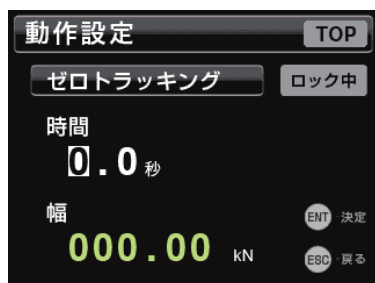 動作設定 TOP
ゼロトラッキング ロック中
時間
0.0秒
幅
ENT -決定
000.00 kN
ESC -戻る